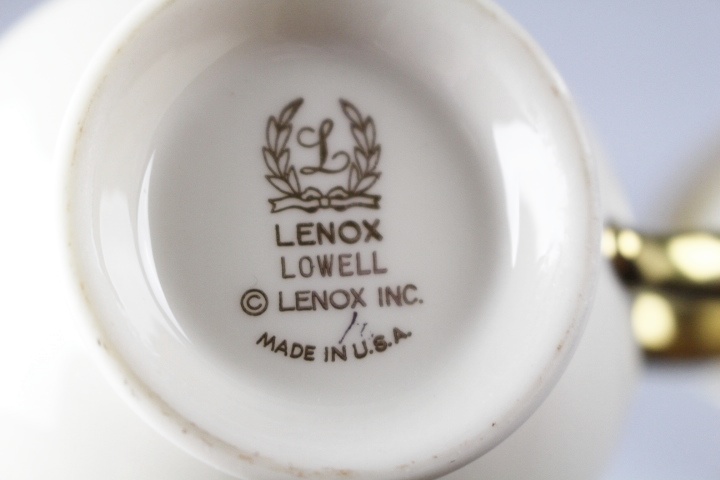 L
LENOX
LOWELL
© LENOX INC.
MADE IN U.S.A.